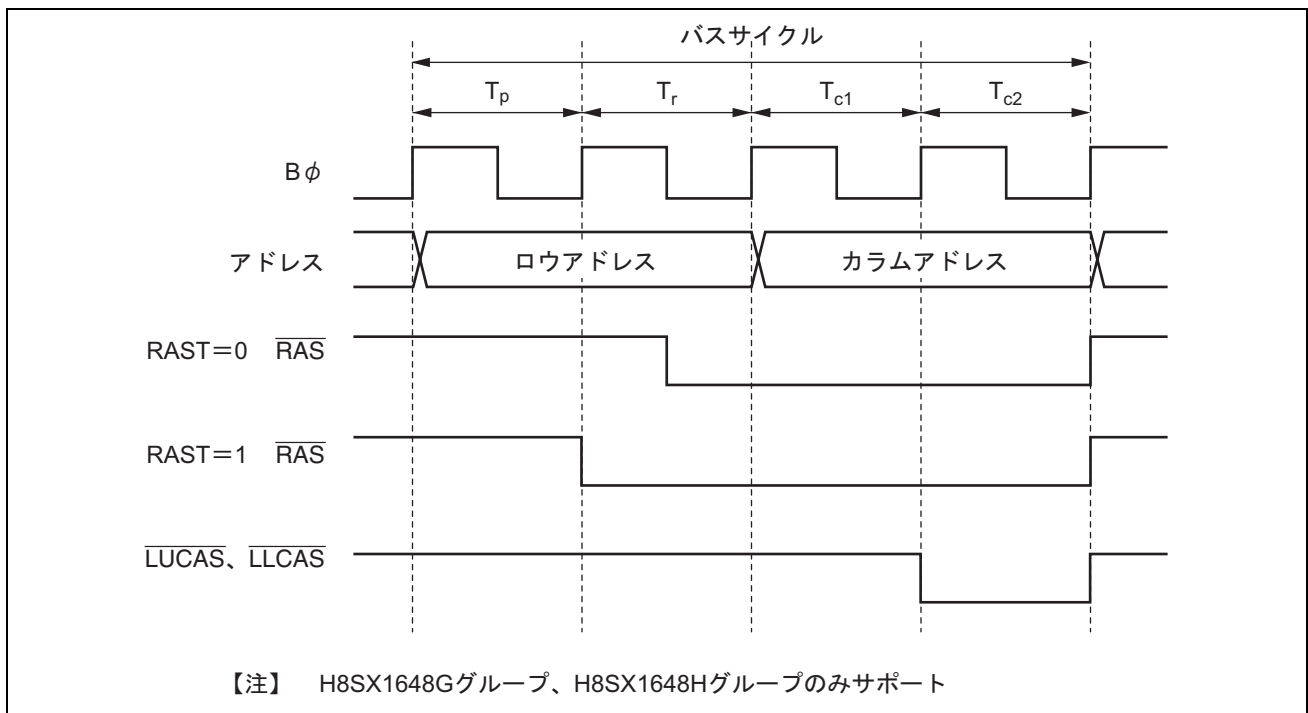 バスサイクル
Tp Tr Tc1 Tc2
Bφ
アドレス ロウアドレス カラムアドレス
RAST=0 RAS
RAST=1 RAS
LUCAS、LLCAS
【注】 H8SX1648Gグループ、H8SX1648Hグループのみサポート